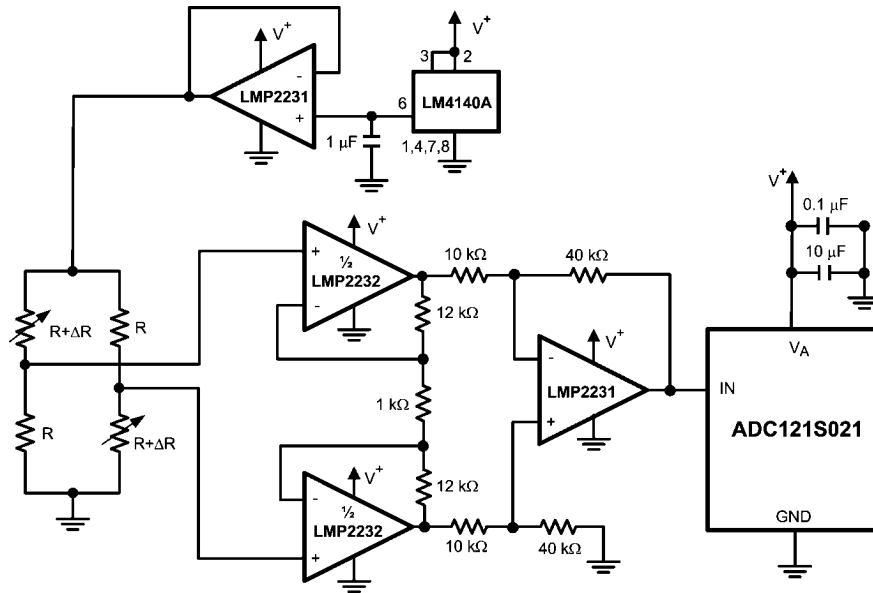 V+
3
2
V+
-
LMP2231
+
6
LM4140A
1 µF
1,4,7,8
V+
0.1 µF
10 µF
V+
+
½
LMP2232
-
10 kΩ
40 kΩ
12 kΩ
R+ΔR
R
V+
VA
-
LMP2231
+
IN
1 kΩ
ADC121S021
R
R+ΔR
V+
-
½
LMP2232
+
12 kΩ
10 kΩ
40 kΩ
GND